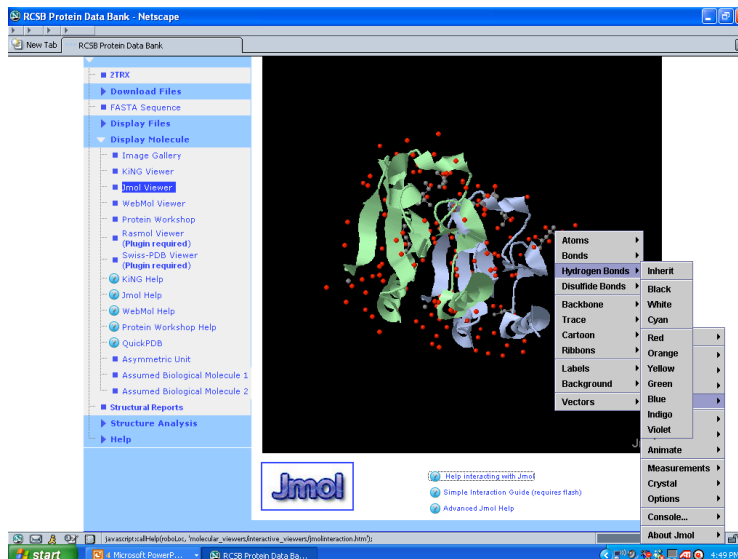 RCSB Protein Data Bank - Netscape
New Tab
RCSB Protein Data Bank
2TRX
Download Files
FASTA Sequence
Display Files
Display Molecule
Image Gallery
KiNG Viewer
Jmol Viewer
WebMol Viewer
Protein Workshop
Rasmol Viewer
(Plugin required)
Swiss-PDB Viewer
(Plugin required)
KiNG Help
Jmol Help
WebMol Help
Protein Workshop Help
QuickPDB
Asymmetric Unit
Assumed Biological Molecule 1
Assumed Biological Molecule 2
Structural Reports
Structure Analysis
Help
Atoms
Bonds
Hydrogen Bonds
Disulfide Bonds
Backbone
Trace
Cartoon
Ribbons
Labels
Background
Vectors
Inherit
Black
White
Cyan
Red
Orange
Yellow
Green
Blue
Indigo
Violet
Animate
Measurements
Crystal
Options
Console...
About Jmol
Jmol
Help interacting with Jmol
Simple Interaction Guide (requires flash)
Advanced Jmol Help
javascript:callHelp(roboLoc, 'molecular_viewers/interactive_viewers/jmolinteraction.htm');
start
4 Microsoft PowerP...
RCSB Protein Data Ba...
4:49 PM